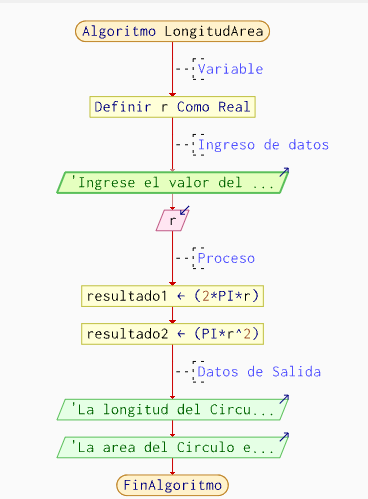 Algoritmo LongitudArea
Variable
Definir r Como Real
Ingreso de datos
'Ingrese el valor del ...
r
Proceso
resultado1 ← (2*PI*r)
resultado2 ← (PI*r^2)
Datos de Salida
'La longitud del Circu...
'La area del Circulo e...
FinAlgoritmo